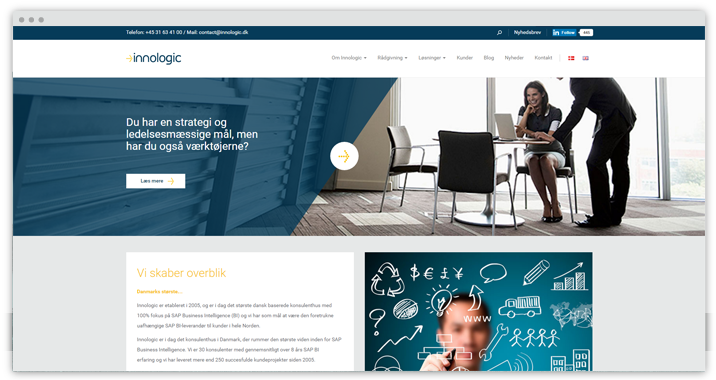 Telefon: +45 31 63 41 00 / Mail: contact@innologic.dk
Nyhedsbrev
in Follow 445
innologic
Om Innologic Rådgivning Løsninger Kunder Blog Nyheder Kontakt
Du har en strategi og
ledelsesmæssige mål, men
har du også værktøjerne?
Læs mere
Vi skaber overblik
Danmarks største...
Innologic er etableret i 2005, og er i dag det største dansk baserede konsulenthus med
100% fokus på SAP Business Intelligence (BI) og vi har som mål at være den foretrukne
uafhængige SAP BI-leverandør til kunder i hele Norden.
Innologic er i dag det konsulenthus i Danmark, der rummer den største viden inden for SAP
Business Intelligence. Vi er 30 konsulenter med gennemsnitligt over 8 års SAP BI
erfaring og vi har leveret mere end 250 succesfulde kundeprojekter siden 2005.
$€£¥
www